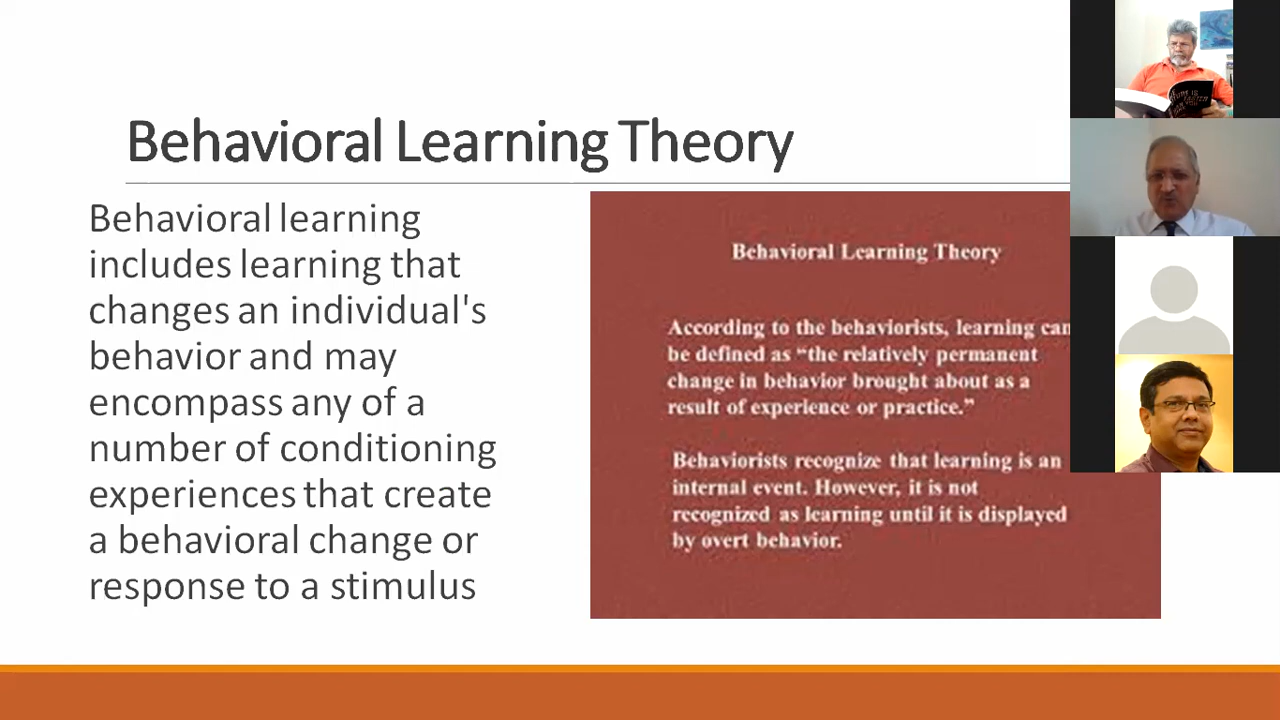 Behavioral Learning Theory
Behavioral learning
includes learning that
changes an individual's
behavior and may
encompass any of a
number of conditioning
experiences that create
a behavioral change or
response to a stimulus
Behavioral Learning Theory
According to the behaviorists, learning can
be defined as “the relatively permanent
change in behavior brought about as a
result of experience or practice.”
Behaviorists recognize that learning is an
internal event. However, it is not
recognized as learning until it is displayed
by overt behavior.